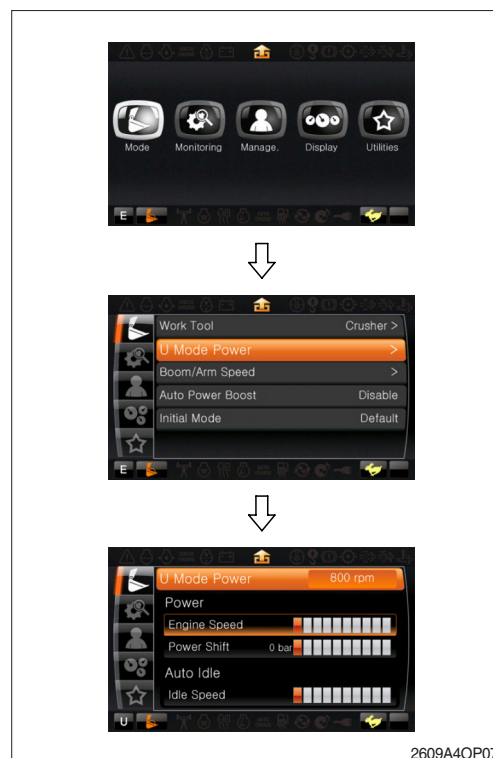 Mode Monitoring Manage. Display Utilities
E
Work Tool Crusher >
U Mode Power >
Boom/Arm Speed >
Auto Power Boost Disable
Initial Mode Default
E
U Mode Power 800 rpm
Power
Engine Speed
Power Shift 0 bar
Auto Idle
Idle Speed
U
2609A4OP07